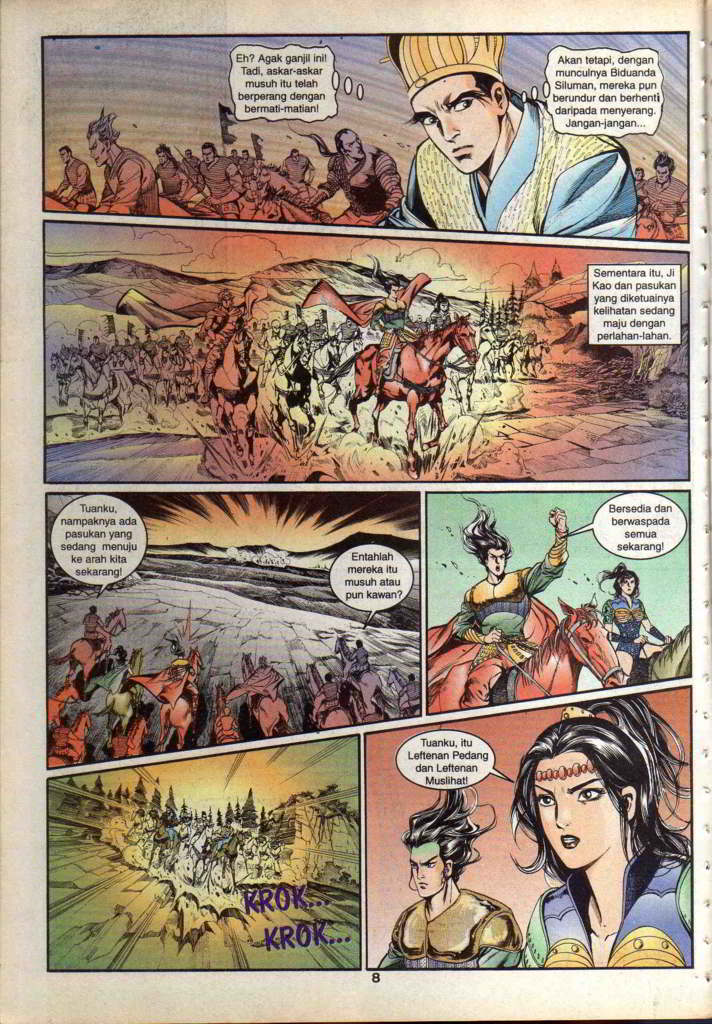 Eh? Agak ganjil ini!
Tadi, askar-askar
musuh itu telah
berperang dengan
bermati-matian!
Akan tetapi, dengan
munculnya Biduanda
Siluman, mereka pun
berundur dan berhenti
daripada menyerang.
Jangan-jangan...
Sementara itu, Ji
Kao dan pasukan
yang diketuainya
kelihatan sedang
maju dengan
perlahan-lahan.
Tuanku,
nampaknya ada
pasukan yang
sedang menuju
ke arah kita
sekarang!
Entahlah
mereka itu
musuh atau
pun kawan?
Bersedia dan
berwaspada
semua
sekarang!
KROK...
KROK...
Tuanku, itu
Leftenan Pedang
dan Leftenan
Muslihat!
8